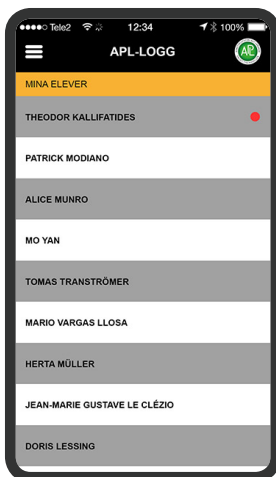 Tele2 12:34 100%
APL-LOGG APL
MINA ELEVER
THEODOR KALLIFATIDES
PATRICK MODIANO
ALICE MUNRO
MO YAN
TOMAS TRANSTRÖMER
MARIO VARGAS LLOSA
HERTA MÜLLER
JEAN-MARIE GUSTAVE LE CLÉZIO
DORIS LESSING